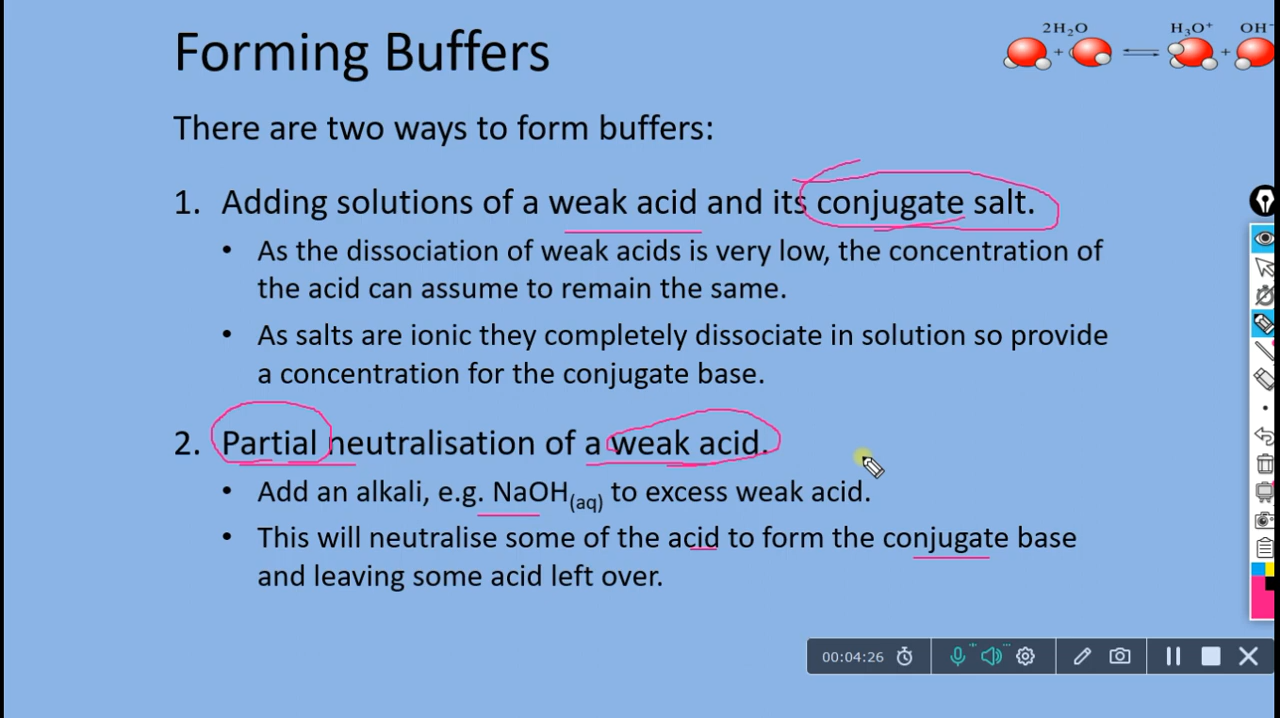 Forming Buffers
2H₂O
H₃O⁺
OH⁻
+
+
There are two ways to form buffers:
1. Adding solutions of a weak acid and its conjugate salt.
• As the dissociation of weak acids is very low, the concentration of
the acid can assume to remain the same.
• As salts are ionic they completely dissociate in solution so provide
a concentration for the conjugate base.
2. Partial neutralisation of a weak acid.
• Add an alkali, e.g. NaOH(aq) to excess weak acid.
• This will neutralise some of the acid to form the conjugate base
and leaving some acid left over.
00:04:26